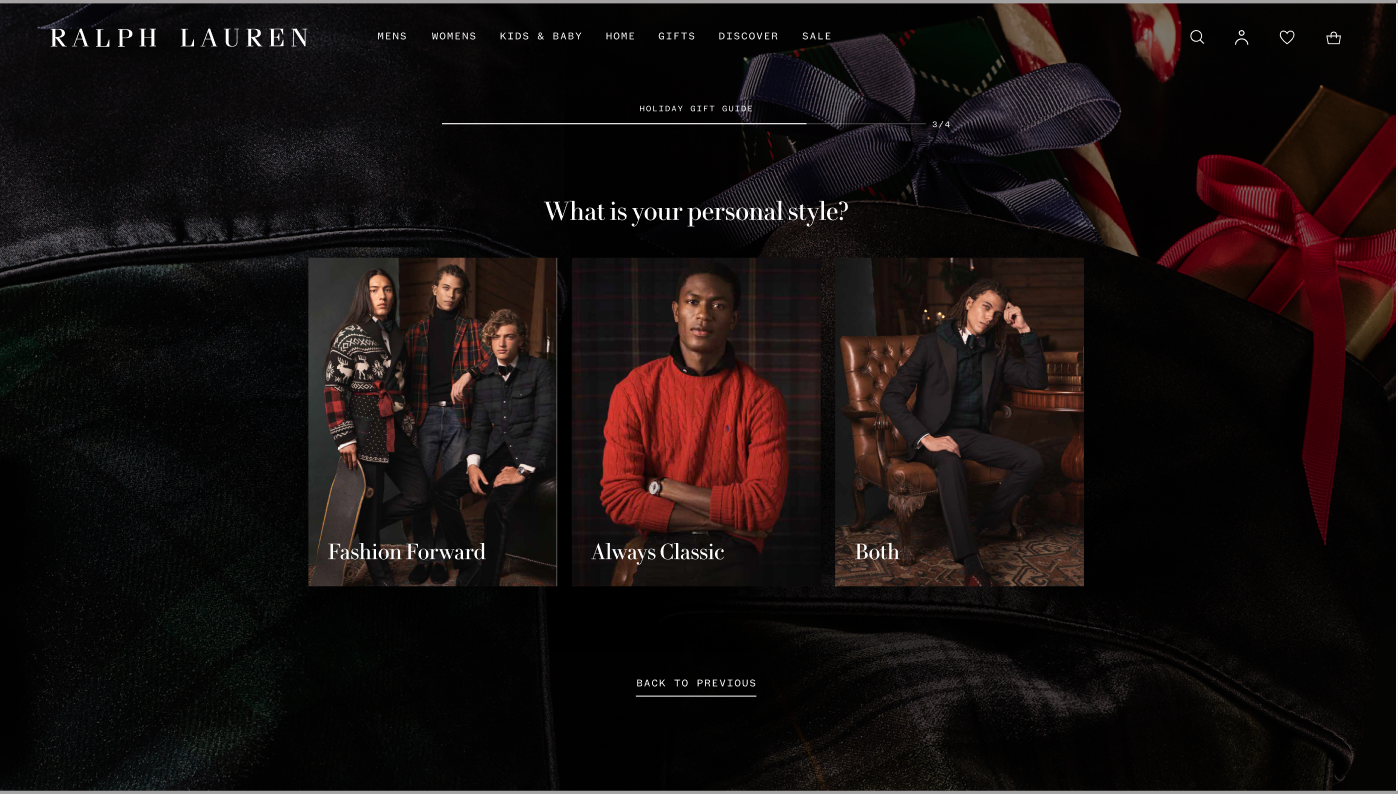 RALPH LAUREN
MENS WOMENS KIDS & BABY HOME GIFTS DISCOVER SALE
HOLIDAY GIFT GUIDE
3/4
What is your personal style?
Fashion Forward
Always Classic
Both
BACK TO PREVIOUS